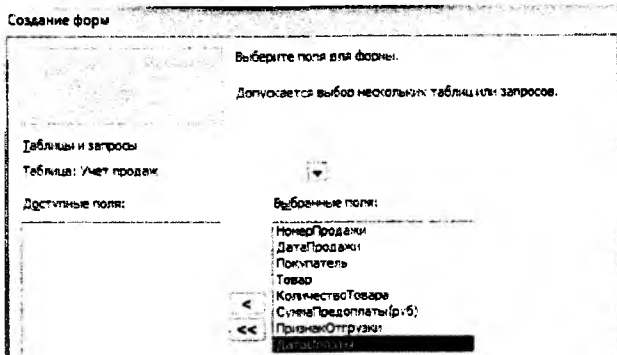 Создание форм
Выберите поля для формы.
Допускается выбор нескольких таблиц или запросов.
Таблицы и запросы
Таблица: Учет продаж
Доступные поля:
Выбранные поля:
НомерПродажи
ДатаПродажи
Покупатель
Товар
КоличествоТовара
<
СуммаПредоплаты(руб)
<<
ПризнакОтгрузки
ДатаОплаты